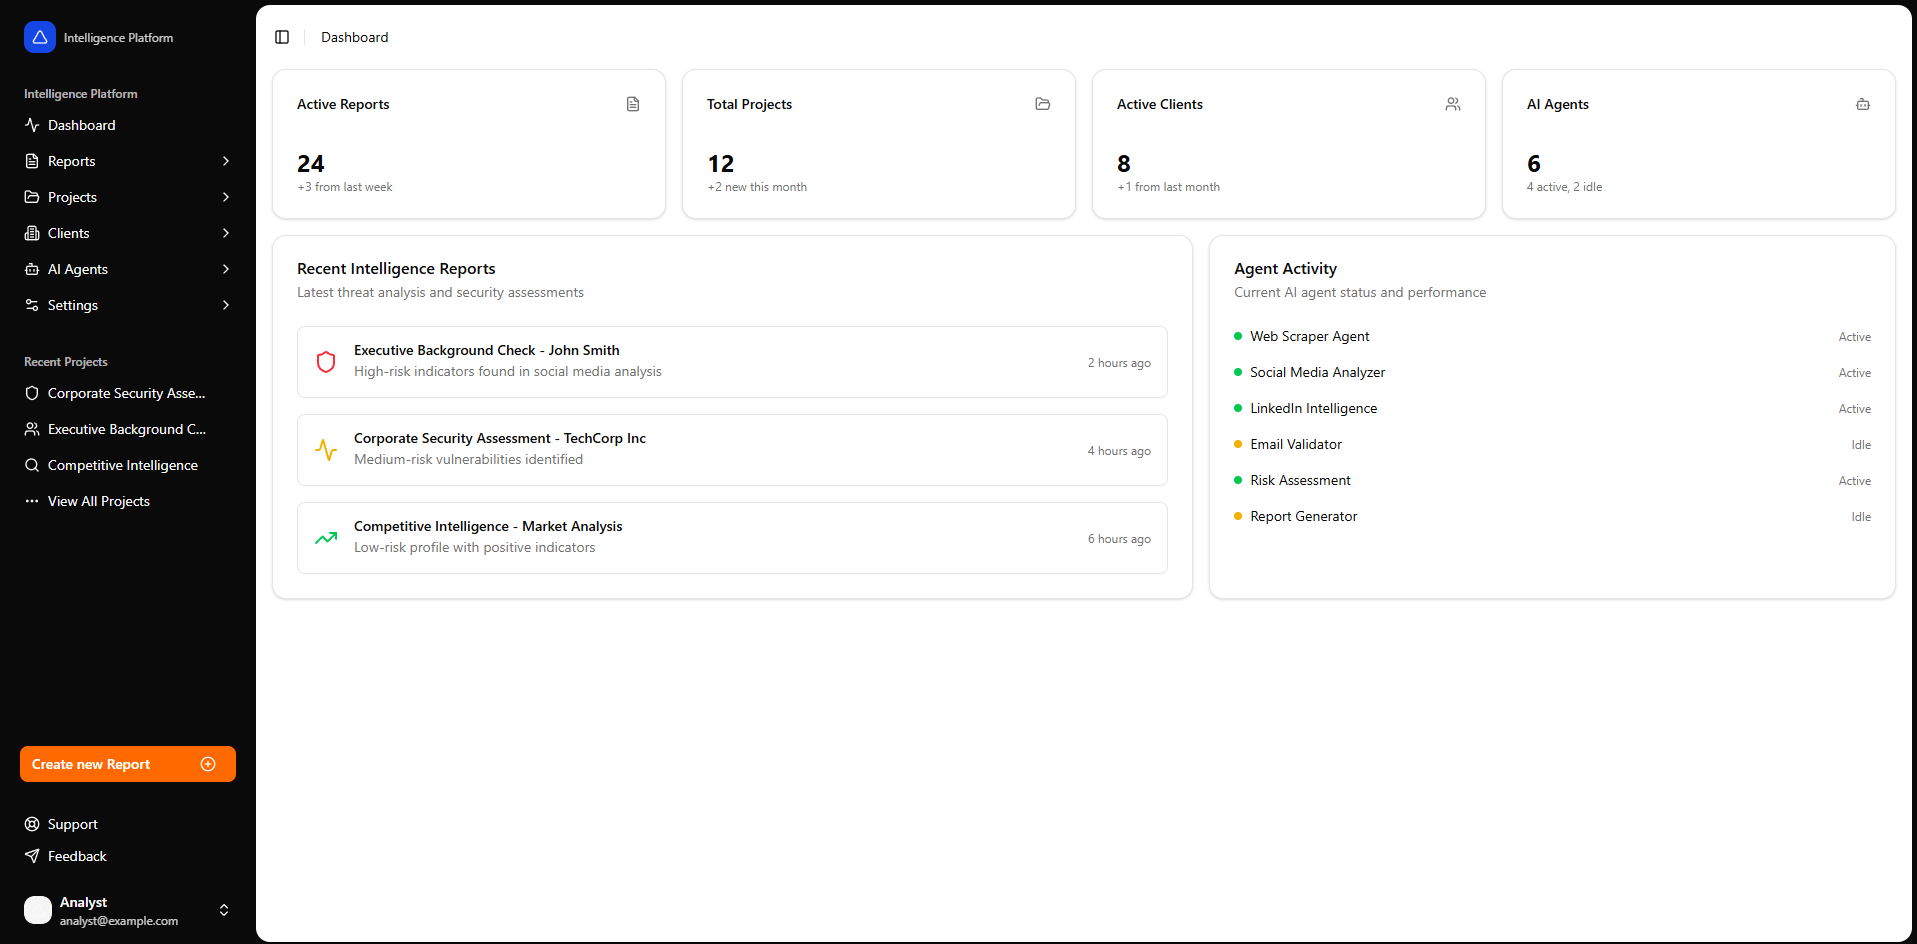 Intelligence Platform
Intelligence Platform
Dashboard
Reports
Projects
Clients
AI Agents
Settings
Recent Projects
Corporate Security Asse...
Executive Background C...
Competitive Intelligence
View All Projects
Create new Report
Support
Feedback
Analyst
analyst@example.com
Dashboard
Active Reports
24
+3 from last week
Total Projects
12
+2 new this month
Active Clients
8
+1 from last month
AI Agents
6
4 active, 2 idle
Recent Intelligence Reports
Latest threat analysis and security assessments
Executive Background Check - John Smith
High-risk indicators found in social media analysis
2 hours ago
Corporate Security Assessment - TechCorp Inc
Medium-risk vulnerabilities identified
4 hours ago
Competitive Intelligence - Market Analysis
Low-risk profile with positive indicators
6 hours ago
Agent Activity
Current AI agent status and performance
Web Scraper Agent Active
Social Media Analyzer Active
LinkedIn Intelligence Active
Email Validator Idle
Risk Assessment Active
Report Generator Idle